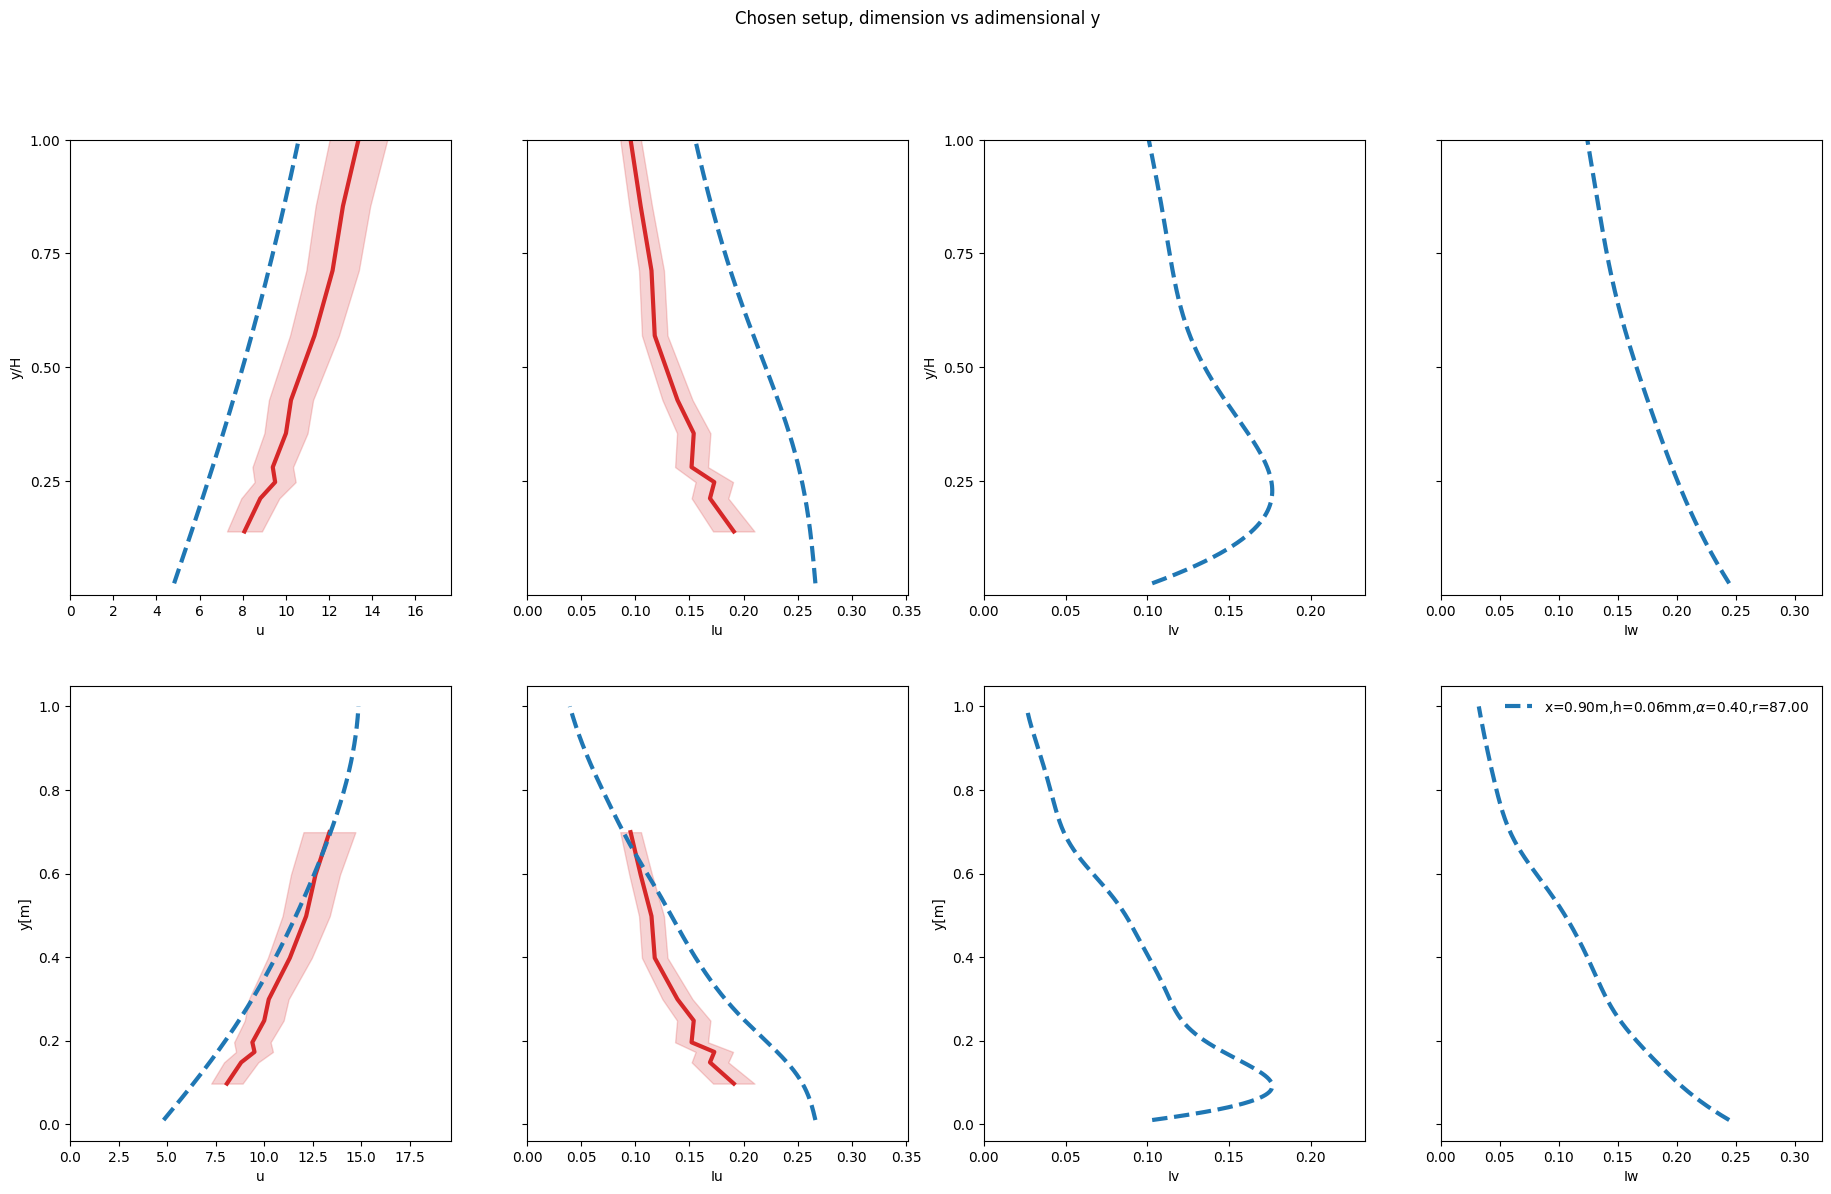 Chosen setup, dimension vs adimensional y
1.00
0.75
0.50
0.25
y/H
0 2 4 6 8 10 12 14 16
u
0.00 0.05 0.10 0.15 0.20 0.25 0.30 0.35
Iu
1.00
0.75
0.50
0.25
y/H
0.00 0.05 0.10 0.15 0.20
Iv
0.00 0.05 0.10 0.15 0.20 0.25 0.30
Iw
1.0
0.8
0.6
0.4
0.2
0.0
y[m]
0.0 2.5 5.0 7.5 10.0 12.5 15.0 17.5
u
0.00 0.05 0.10 0.15 0.20 0.25 0.30 0.35
Iu
1.0
0.8
0.6
0.4
0.2
0.0
y[m]
0.00 0.05 0.10 0.15 0.20
Iv
x=0.90m,h=0.06mm,α=0.40,r=87.00
0.00 0.05 0.10 0.15 0.20 0.25 0.30
Iw